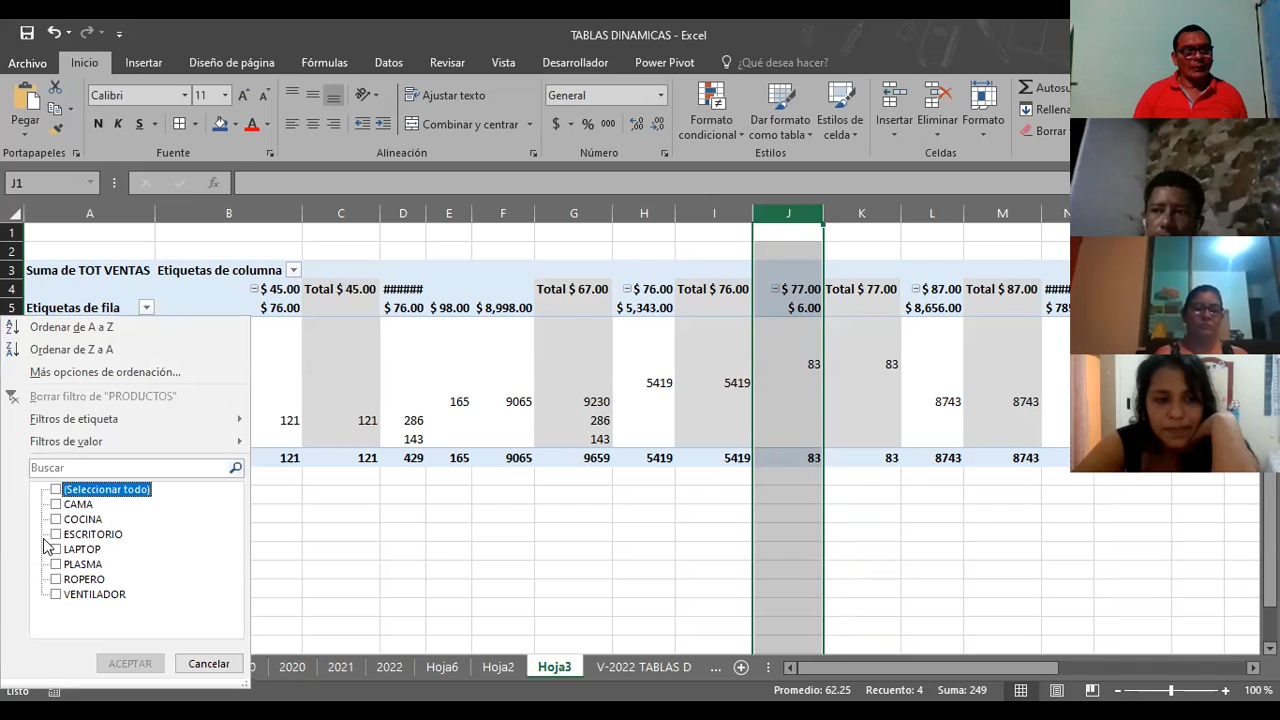 TABLAS DINAMICAS - Excel
Archivo Inicio Insertar Diseño de página Fórmulas Datos Revisar Vista Desarrollador Power Pivot ¿Qué desea hacer?
Pegar
Calibri 11
Ajustar texto
General
Formato condicional
Dar formato como tabla
Estilos de celda
Insertar Eliminar Formato
Autosu
Rellena
Borrar
N K S
Combinar y centrar
$ % 000
Portapapeles Fuente Alineación Número Estilos Celdas
J1
A B C D E F G H I J K L M N
1
2
3 Suma de TOT VENTAS Etiquetas de columna
4 $ 45.00 Total $ 45.00 ###### Total $ 67.00 $ 76.00 Total $ 76.00 $ 77.00 Total $ 77.00 $ 87.00 Total $ 87.00 ####
5 Etiquetas de fila $ 76.00 $ 76.00 $ 98.00 $ 8,998.00 $ 5,343.00 $ 6.00 $ 8,656.00 $ 78
83 83
5419 5419
165 9065 9230 8743 8743
121 121 286 286
143 143
121 121 429 165 9065 9659 5419 5419 83 83 8743 8743
Ordenar de A a Z
Ordenar de Z a A
Más opciones de ordenación...
Borrar filtro de "PRODUCTOS"
Filtros de etiqueta
Filtros de valor
Buscar
(Seleccionar todo)
CAMA
COCINA
ESCRITORIO
LAPTOP
PLASMA
ROPERO
VENTILADOR
ACEPTAR Cancelar
0 2020 2021 2022 Hoja6 Hoja2 Hoja3 V-2022 TABLAS D ...
Listo Promedio: 62.25 Recuento: 4 Suma: 249 100 %